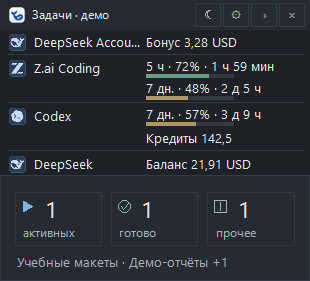 Задачи · демо
DeepSeek Accou... Бонус 3,28 USD
Z.ai Coding 5 ч · 72% · 1 ч 59 мин
7 дн. · 48% · 2 д 5 ч
Codex 7 дн. · 57% · 3 д 9 ч
Кредиты 142,5
DeepSeek Баланс 21,91 USD
1 1 1
активных готово прочее
Учебные макеты · Демо-отчёты +1